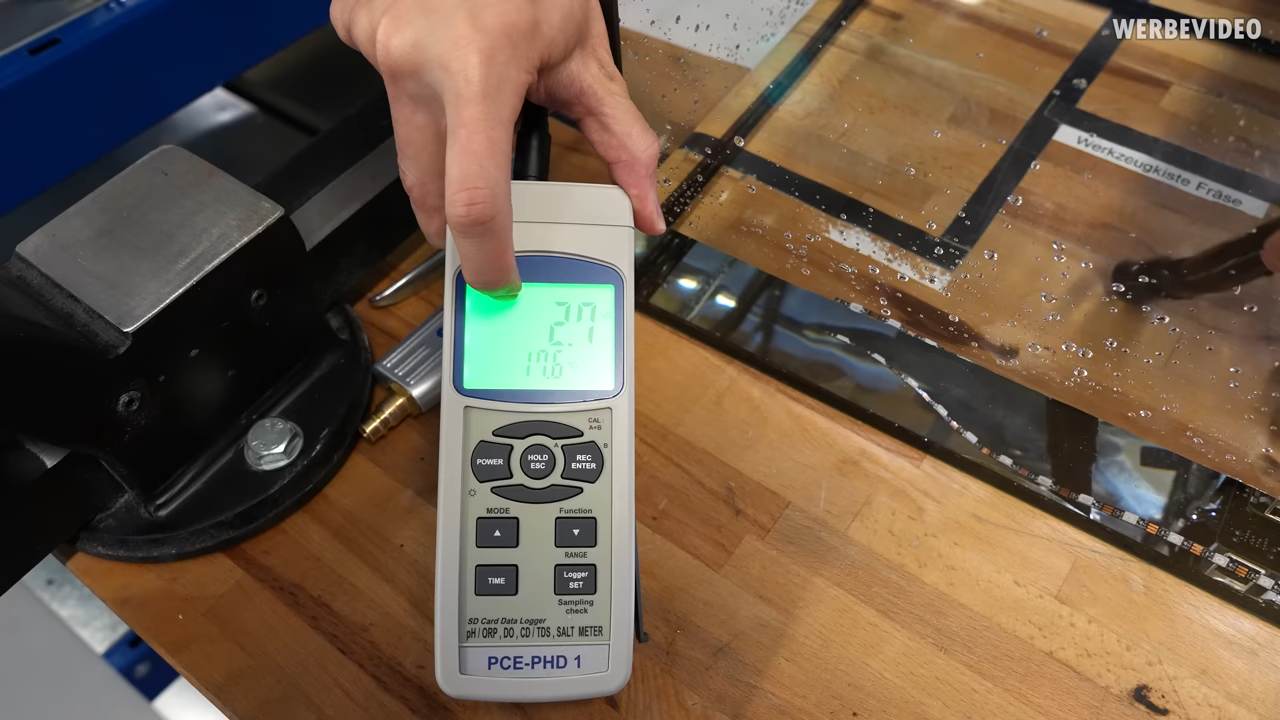 WERBEVIDEO
Werkzeugkiste Fräse
2.7
17.6
CAL :
A+B
POWER
HOLD
ESC
A
REC
ENTER
B
MODE
Function
RANGE
TIME
Logger
SET
Sampling
check
SD Card Data Logger
pH / ORP , DO , CD / TDS , SALT METER
PCE-PHD 1